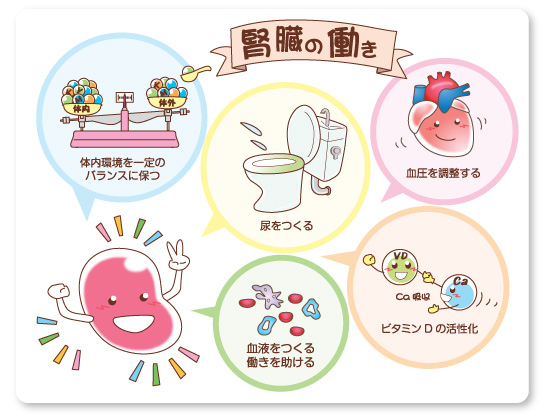 腎臓の働き
体内
体外
体内環境を一定の
バランスに保つ
尿をつくる
血圧を調整する
VD
Ca
Ca吸収
ビタミンDの活性化
血液をつくる
働きを助ける